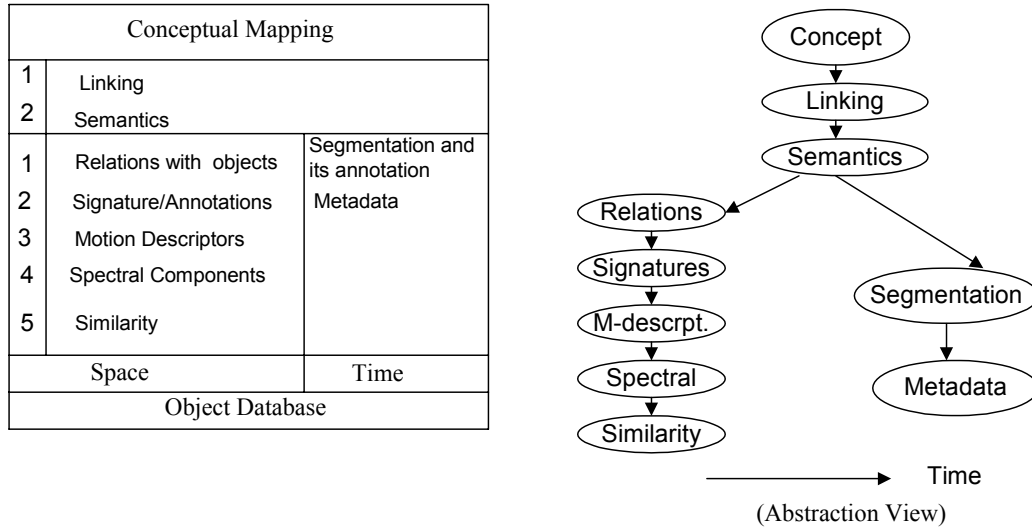 Conceptual Mapping
1 Linking
2 Semantics
1 Relations with objects
Segmentation and
its annotation
2 Signature/Annotations
Metadata
3 Motion Descriptors
4 Spectral Components
5 Similarity
Space Time
Object Database
Concept
Linking
Semantics
Relations
Signatures
M-descrpt.
Spectral
Similarity
Segmentation
Metadata
Time
(Abstraction View)